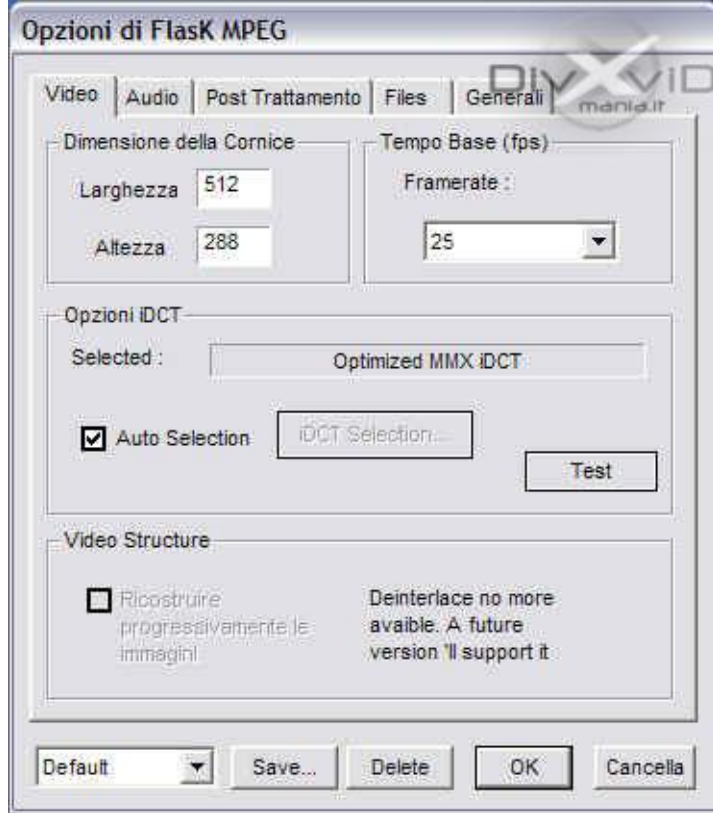 Opzioni di FlasK MPEG
DivXviD
mania.it
Video Audio Post Trattamento Files Generali
Dimensione della Cornice
Larghezza 512
Altezza 288
Tempo Base (fps)
Framerate :
25
Opzioni iDCT
Selected : Optimized MMX iDCT
Auto Selection iDCT Selection...
Test
Video Structure
Ricostruire
progressivamente le
immagini
Deinterlace no more
avaible. A future
version 'll support it
Default Save... Delete OK Cancella